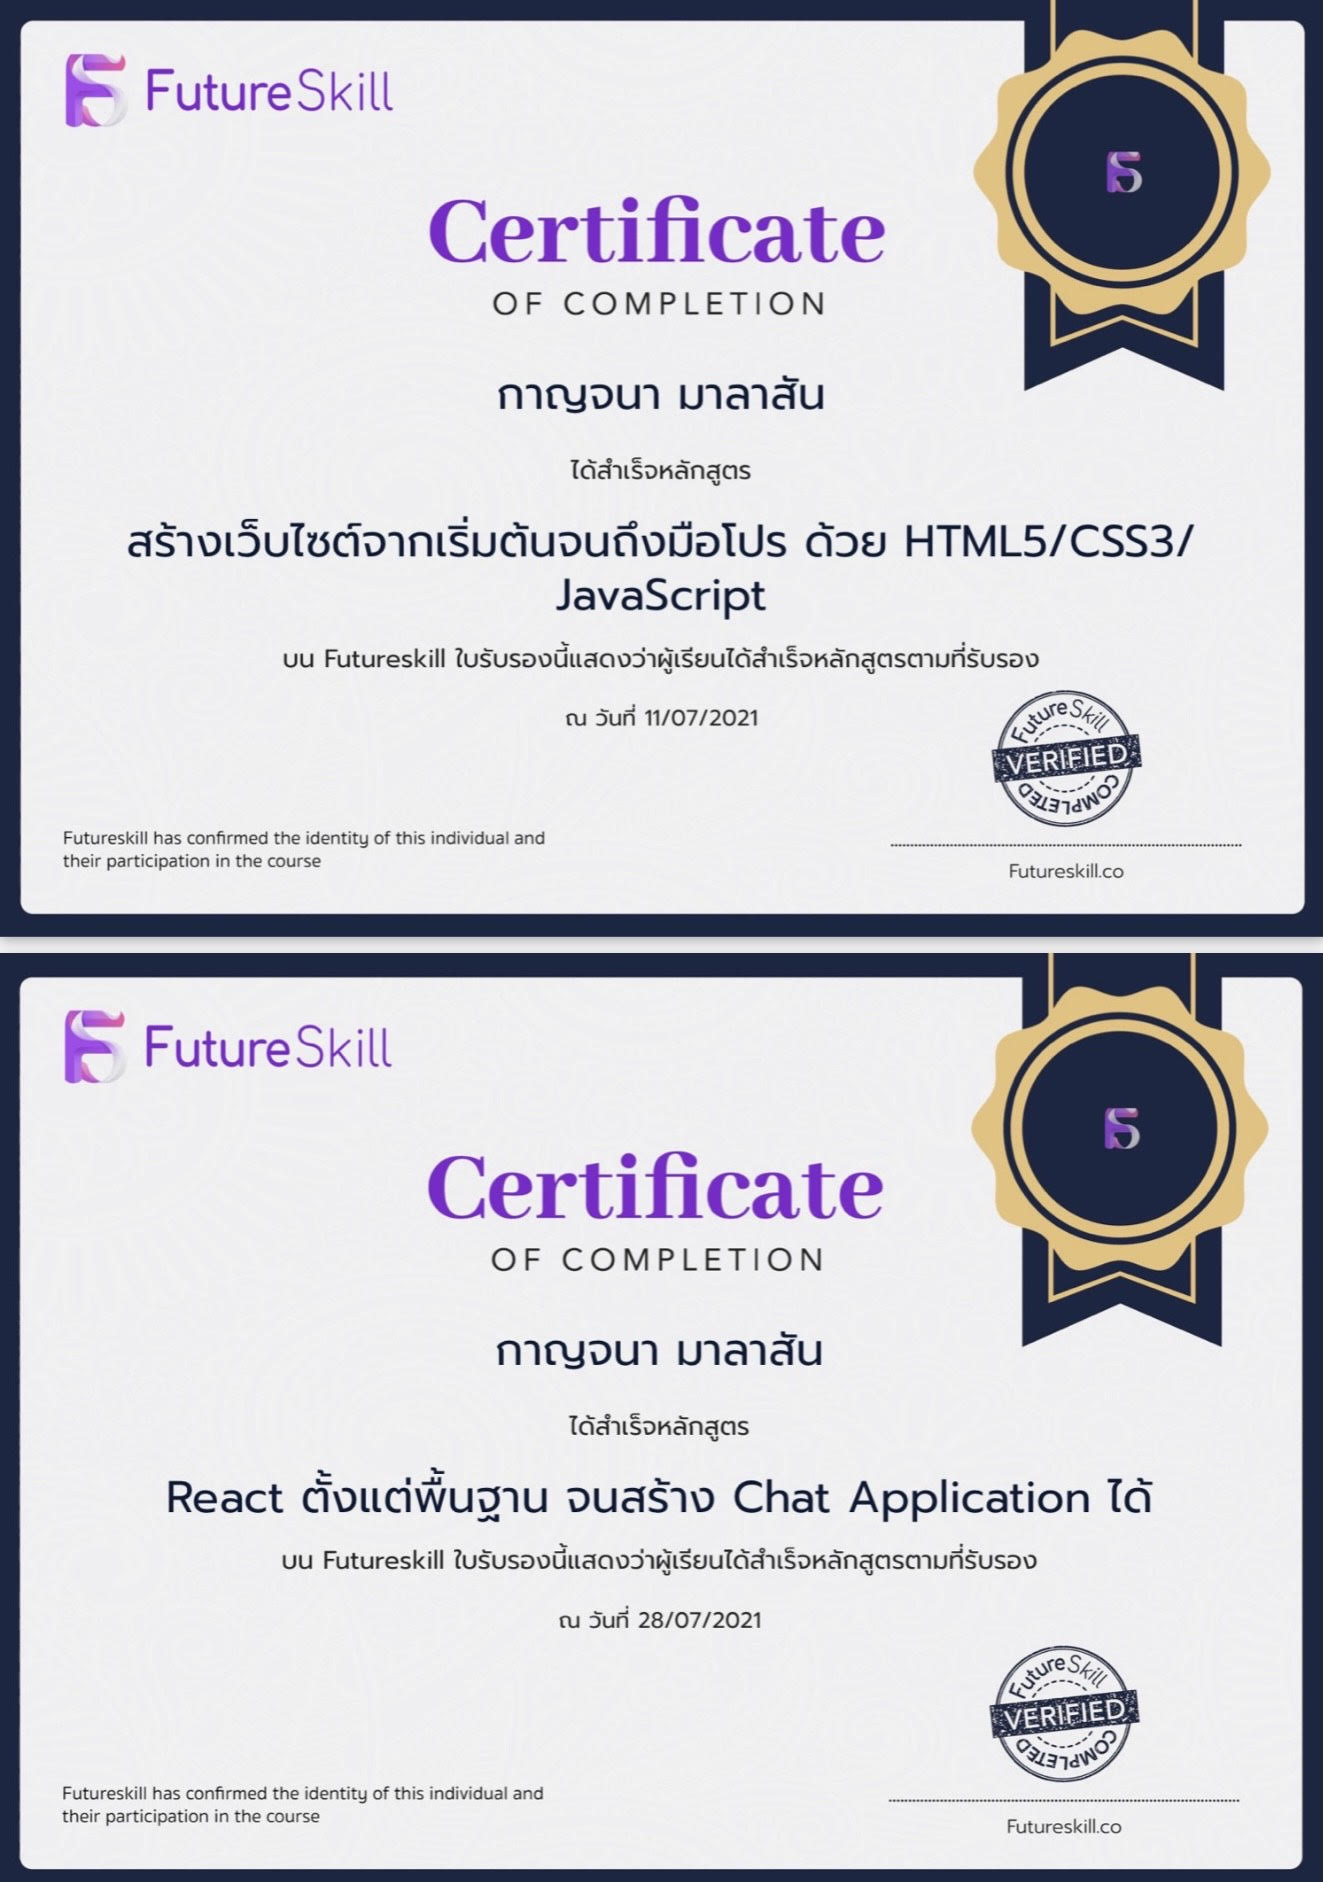 FutureSkill
Certificate
OF COMPLETION
กาญจนา มาลาสัน
ได้สำเร็จหลักสูตร
สร้างเว็บไซต์จากเริ่มต้นจนถึงมือโปร ด้วย HTML5/CSS3/
JavaScript
บน Futureskill ใบรับรองนี้แสดงว่าผู้เรียนได้สำเร็จหลักสูตรตามที่รับรอง
ณ วันที่ 11/07/2021
FutureSkill
VERIFIED
COMPLETED
Futureskill has confirmed the identity of this individual and
their participation in the course
Futureskill.co
FutureSkill
Certificate
OF COMPLETION
กาญจนา มาลาสัน
ได้สำเร็จหลักสูตร
React ตั้งแต่พื้นฐาน จนสร้าง Chat Application ได้
บน Futureskill ใบรับรองนี้แสดงว่าผู้เรียนได้สำเร็จหลักสูตรตามที่รับรอง
ณ วันที่ 28/07/2021
FutureSkill
VERIFIED
COMPLETED
Futureskill has confirmed the identity of this individual and
their participation in the course
Futureskill.co